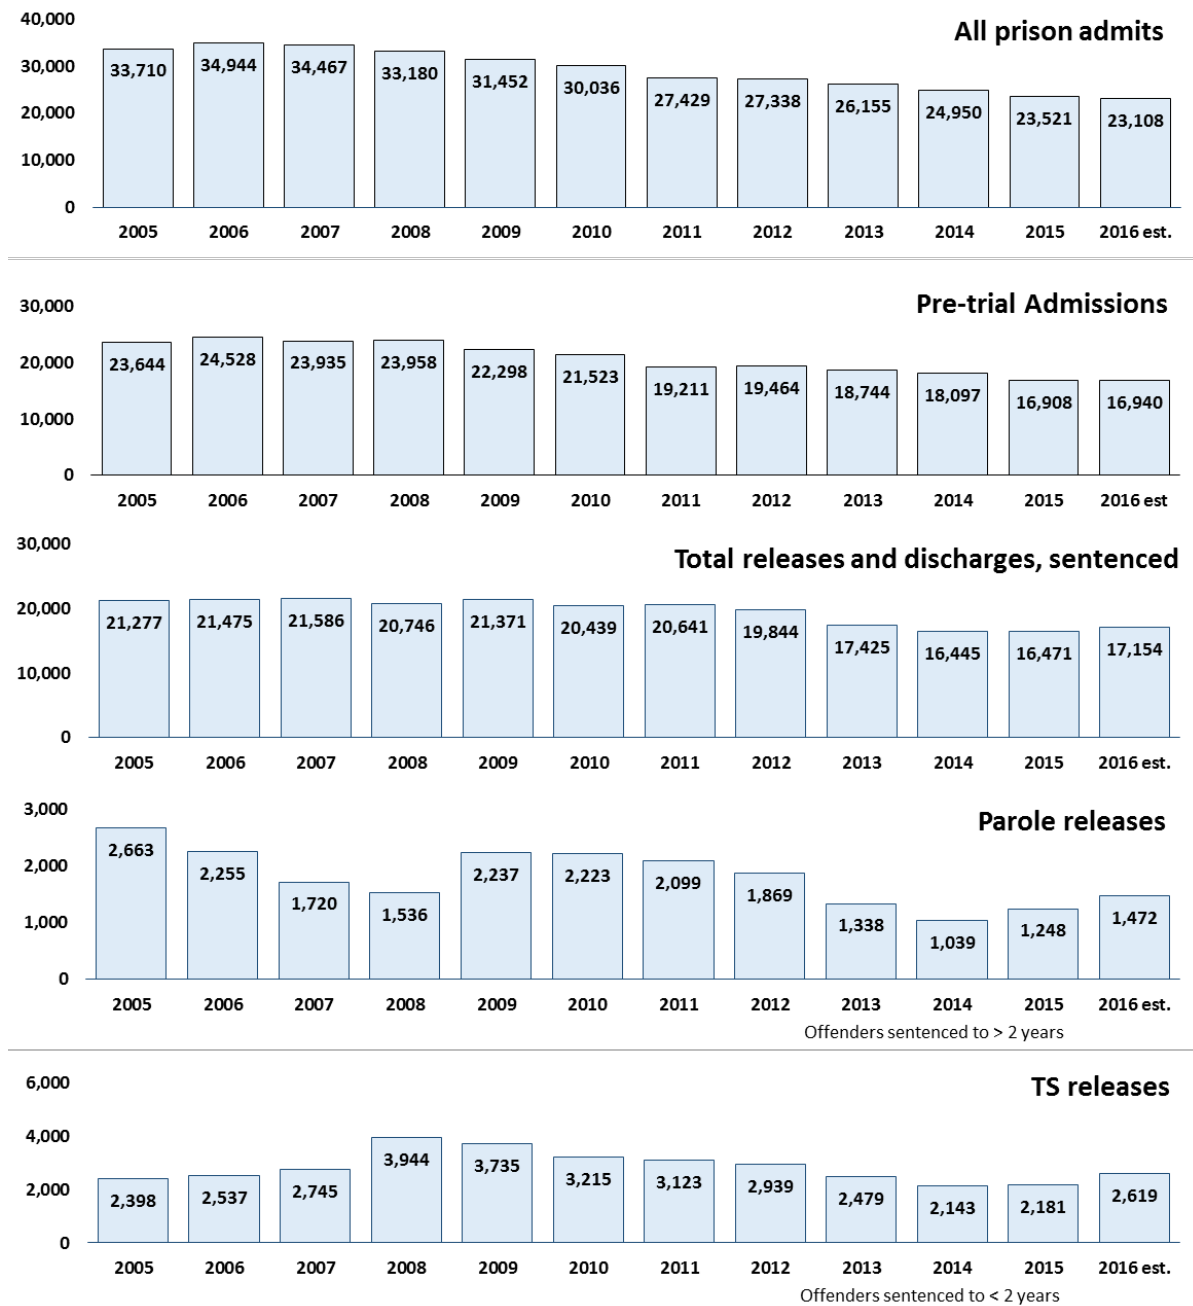 All prison admits
40,000
30,000
20,000
10,000
0
33,710 34,944 34,467 33,180 31,452 30,036 27,429 27,338 26,155 24,950 23,521 23,108
2005 2006 2007 2008 2009 2010 2011 2012 2013 2014 2015 2016 est.
Pre-trial Admissions
30,000
20,000
10,000
0
23,644 24,528 23,935 23,958 22,298 21,523 19,211 19,464 18,744 18,097 16,908 16,940
2005 2006 2007 2008 2009 2010 2011 2012 2013 2014 2015 2016 est
Total releases and discharges, sentenced
30,000
20,000
10,000
0
21,277 21,475 21,586 20,746 21,371 20,439 20,641 19,844 17,425 16,445 16,471 17,154
2005 2006 2007 2008 2009 2010 2011 2012 2013 2014 2015 2016 est.
Parole releases
3,000
2,000
1,000
0
2,663 2,255 1,720 1,536 2,237 2,223 2,099 1,869 1,338 1,039 1,248 1,472
2005 2006 2007 2008 2009 2010 2011 2012 2013 2014 2015 2016 est.
Offenders sentenced to > 2 years
TS releases
6,000
4,000
2,000
0
2,398 2,537 2,745 3,944 3,735 3,215 3,123 2,939 2,479 2,143 2,181 2,619
2005 2006 2007 2008 2009 2010 2011 2012 2013 2014 2015 2016 est.
Offenders sentenced to < 2 years